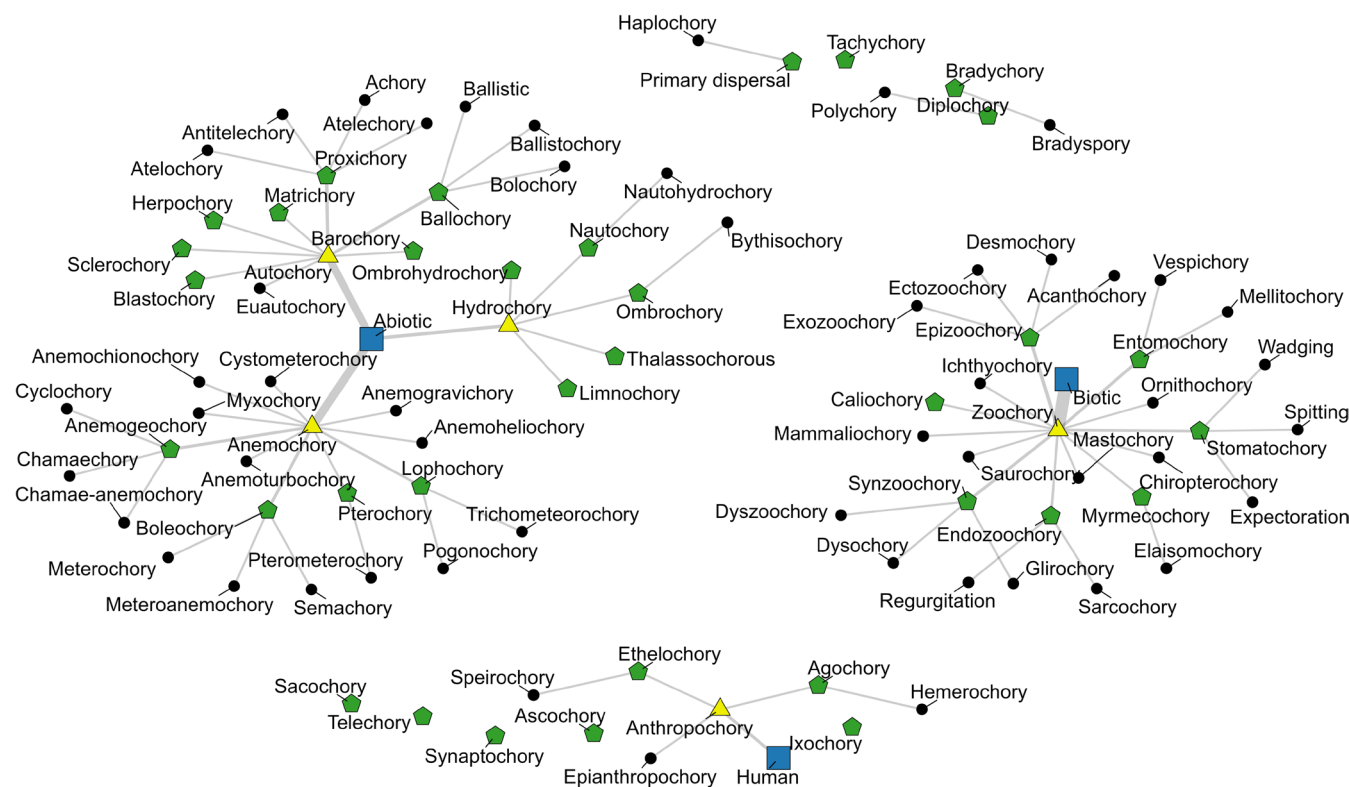 Haplochory
Primary dispersal
Tachychory
Bradychory
Polychory
Diplochory
Bradyspory
Achory
Ballistic
Antitelechory
Atelechory
Ballistochory
Atelochory
Proxichory
Bolochory
Matrichory
Herpochory
Ballochory
Nautohydrochory
Nautochory
Barochory
Bythisochory
Sclerochory
Autochory
Ombrohydrochory
Blastochory
Euautochory
Hydrochory
Ombrochory
Abiotic
Thalassochorous
Limnochory
Anemochionochory
Cystometerochory
Cyclochory
Myxochory
Anemogravichory
Anemogeochory
Anemoheliochory
Anemochory
Chamaechory
Lophochory
Anemoturbochory
Chamae-anemochory
Pterochory
Trichometeorochory
Boleochory
Pogonochory
Meterochory
Pterometerochory
Meteroanemochory
Semachory
Desmochory
Vespichory
Ectozoochory
Acanthochory
Mellitochory
Exozoochory
Epizoochory
Entomochory
Wadging
Ichthyochory
Ornithochory
Biotic
Caliochory
Zoochory
Spitting
Mammaliochory
Mastochory
Stomatochory
Saurochory
Synzoochory
Chiropterochory
Dyszoochory
Myrmecochory
Expectoration
Endozoochory
Dysochory
Elaisomochory
Glirochory
Regurgitation
Sarcochory
Ethelochory
Agochory
Speirochory
Sacochory
Hemerochory
Telechory
Ascochory
Anthropochory
Ixochory
Synaptochory
Epianthropochory
Human